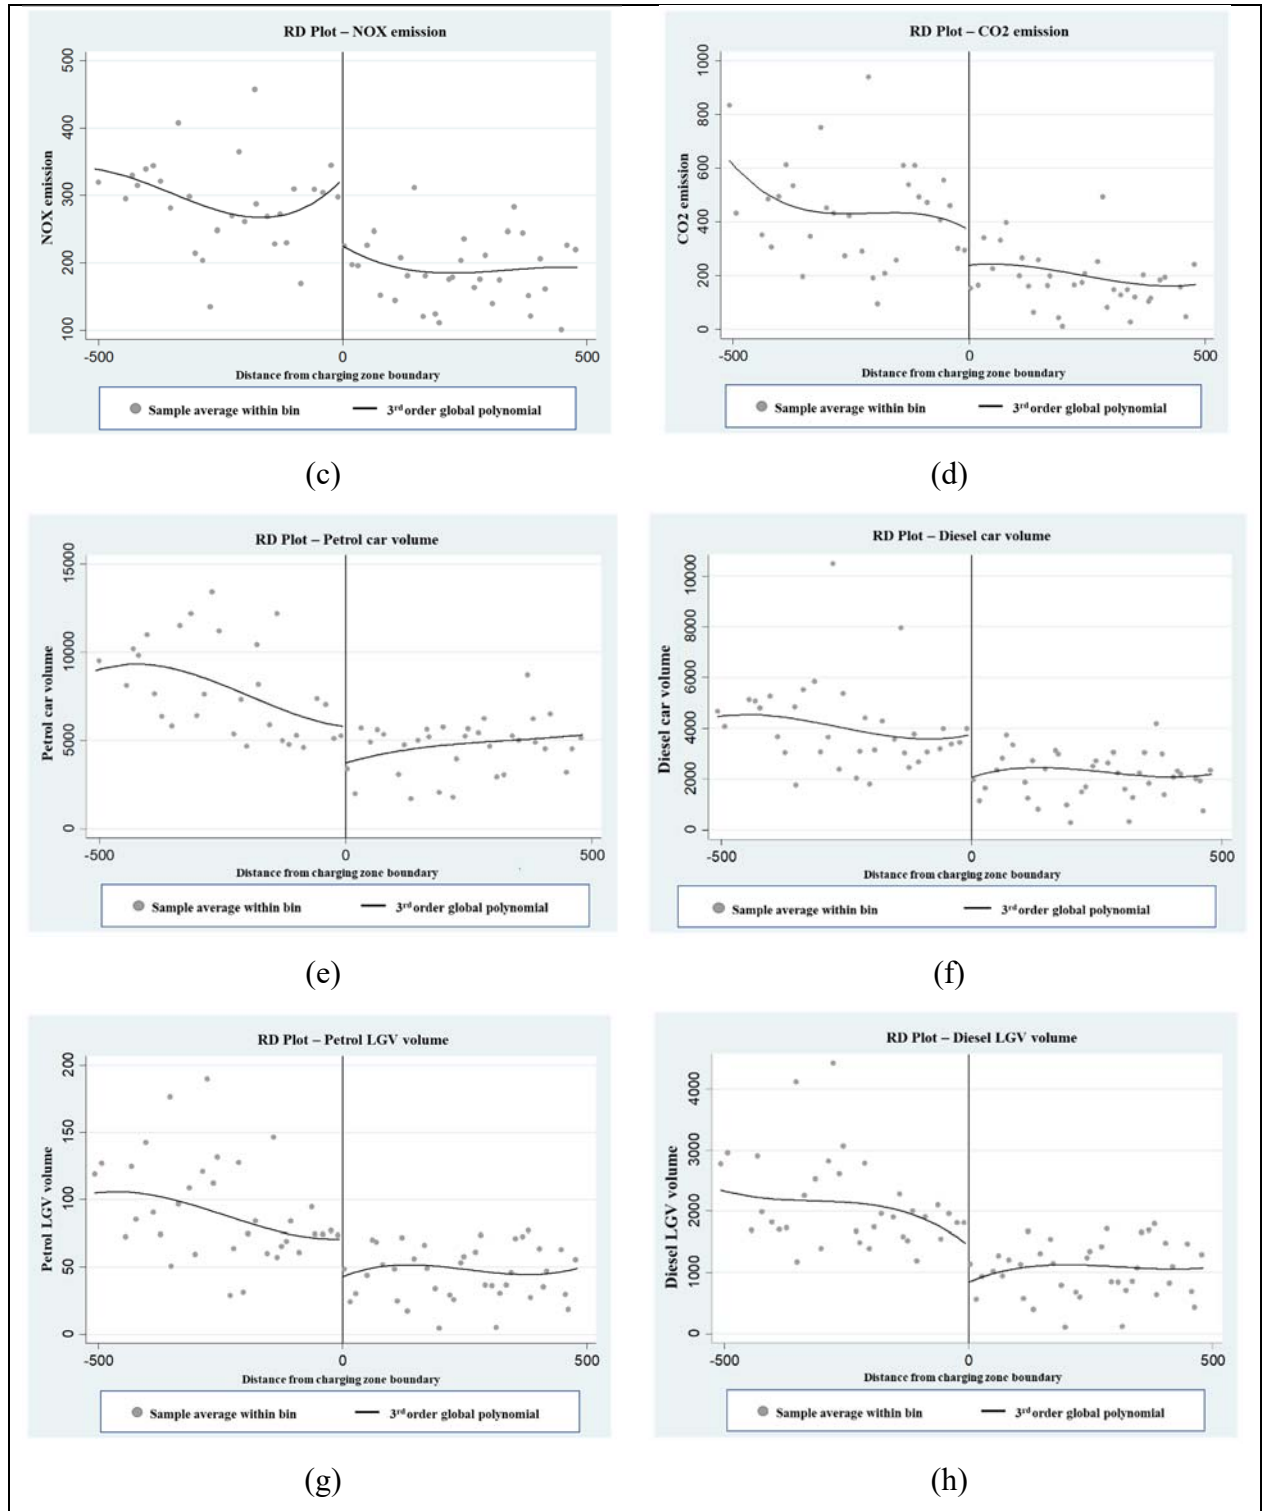 RD Plot – NOX emission
500
400
300
200
100
NOX emission
-500 0 500
Distance from charging zone boundary
Sample average within bin 3rd order global polynomial
(c)
RD Plot – CO2 emission
1000
800
600
400
200
0
CO2 emission
-500 0 500
Distance from charging zone boundary
Sample average within bin 3rd order global polynomial
(d)
RD Plot – Petrol car volume
15000
10000
5000
0
Petrol car volume
-500 0 500
Distance from charging zone boundary
Sample average within bin 3rd order global polynomial
(e)
RD Plot – Diesel car volume
10000
8000
6000
4000
2000
0
Diesel car volume
-500 0 500
Distance from charging zone boundary
Sample average within bin 3rd order global polynomial
(f)
RD Plot – Petrol LGV volume
200
150
100
50
0
Petrol LGV volume
-500 0 500
Distance from charging zone boundary
Sample average within bin 3rd order global polynomial
(g)
RD Plot – Diesel LGV volume
4000
3000
2000
1000
0
Diesel LGV volume
-500 0 500
Distance from charging zone boundary
Sample average within bin 3rd order global polynomial
(h)